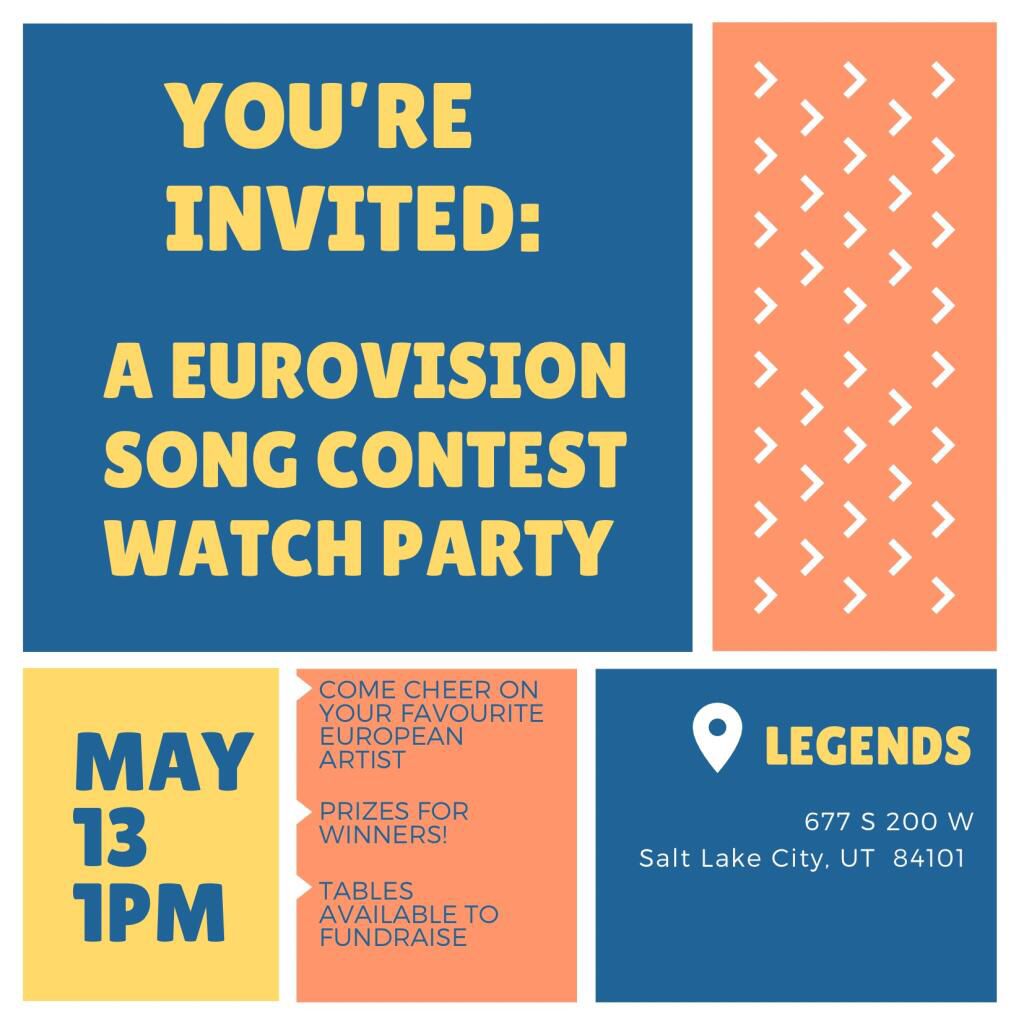 YOU'RE
INVITED:
A EUROVISION
SONG CONTEST
WATCH PARTY
MAY
13
1PM
COME CHEER ON
YOUR FAVOURITE
EUROPEAN
ARTIST
PRIZES FOR
WINNERS!
TABLES
AVAILABLE TO
FUNDRAISE
LEGENDS
677 S 200 W
Salt Lake City, UT 84101